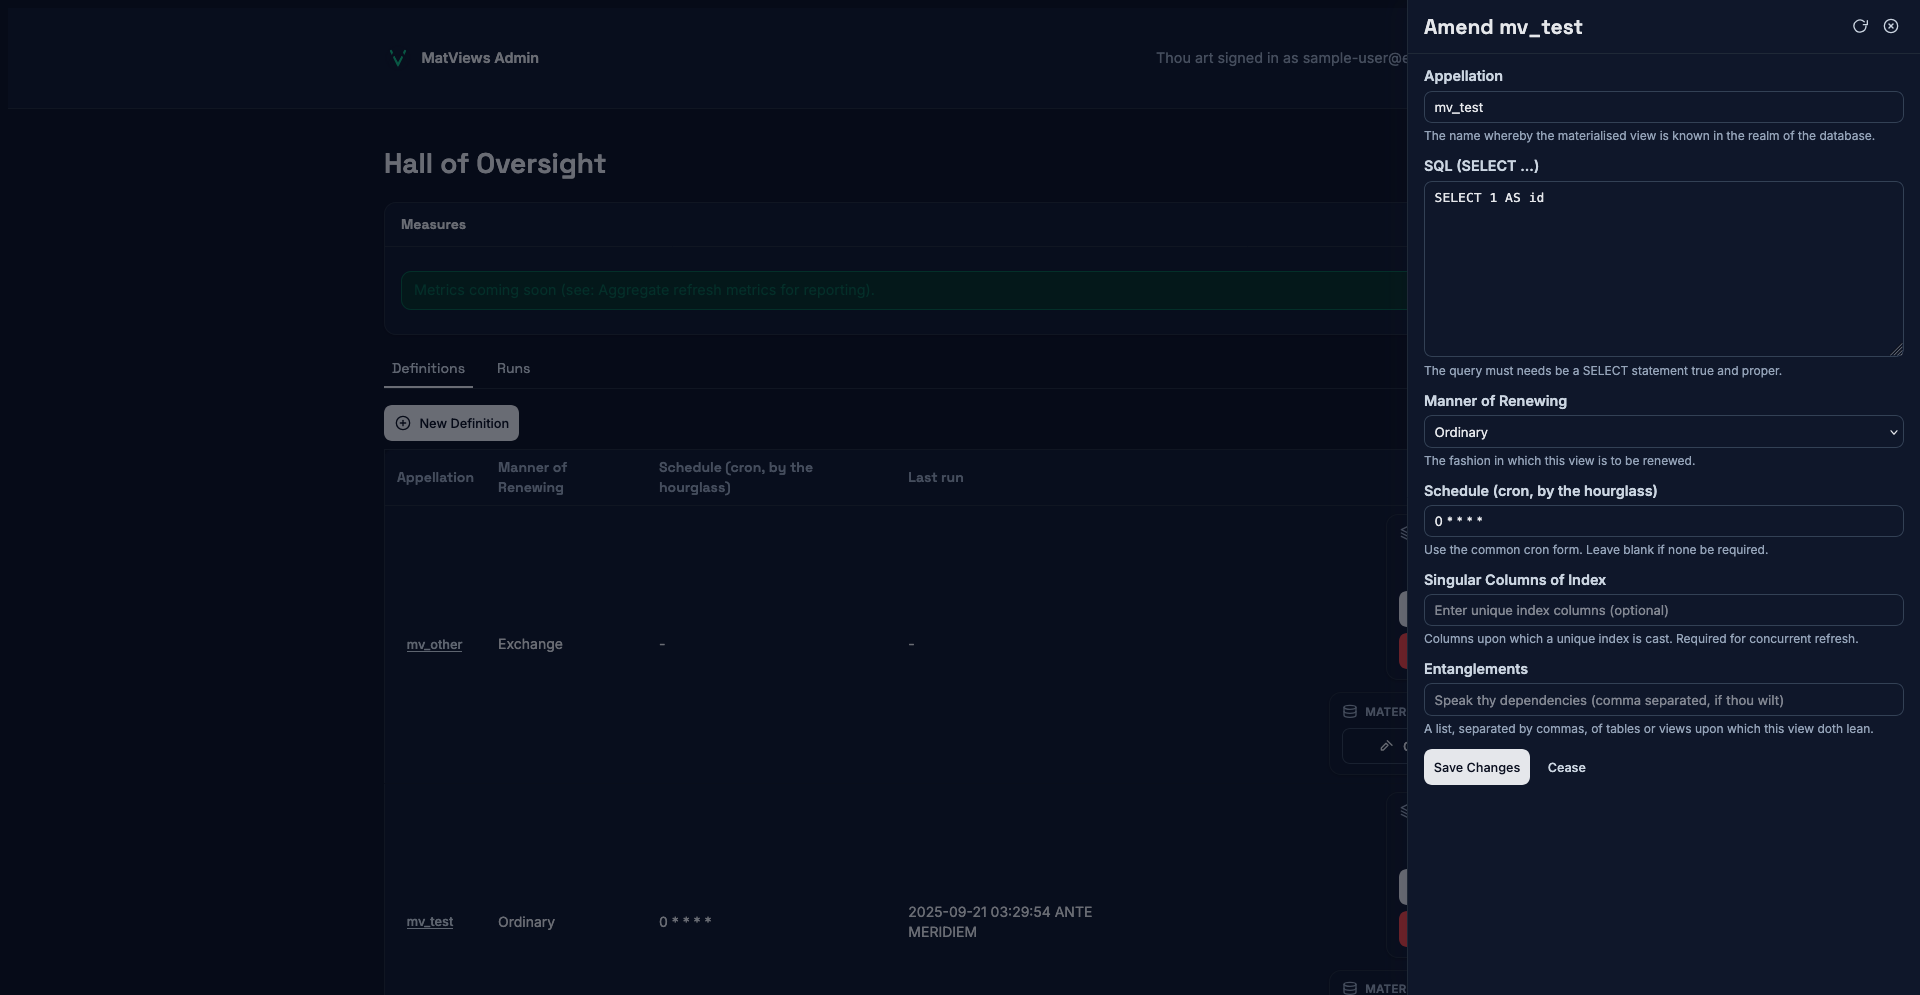 MatViews Admin
Thou art signed in as sample-user@e
Hall of Oversight
Measures
Metrics coming soon (see: Aggregate refresh metrics for reporting).
Definitions
Runs
New Definition
Appellation
Manner of
Renewing
Schedule (cron, by the
hourglass)
Last run
mv_other
Exchange
-
-
MATER
mv_test
Ordinary
0 * * * *
2025-09-21 03:29:54 ANTE
MERIDIEM
MATER
Amend mv_test
Appellation
mv_test
The name whereby the materialised view is known in the realm of the database.
SQL (SELECT ...)
SELECT 1 AS id
The query must needs be a SELECT statement true and proper.
Manner of Renewing
Ordinary
The fashion in which this view is to be renewed.
Schedule (cron, by the hourglass)
0 * * * *
Use the common cron form. Leave blank if none be required.
Singular Columns of Index
Enter unique index columns (optional)
Columns upon which a unique index is cast. Required for concurrent refresh.
Entanglements
Speak thy dependencies (comma separated, if thou wilt)
A list, separated by commas, of tables or views upon which this view doth lean.
Save Changes
Cease